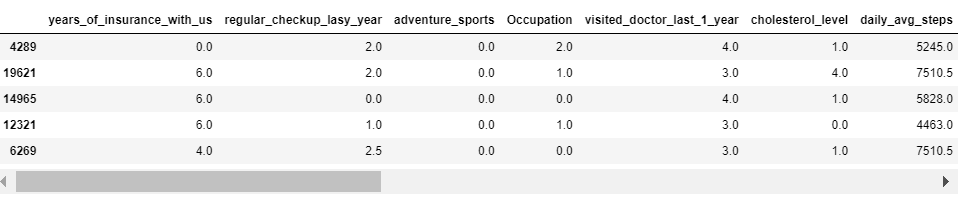 years_of_insurance_with_us regular_checkup_lasy_year adventure_sports Occupation visited_doctor_last_1_year cholesterol_level daily_avg_steps
4289 0.0 2.0 0.0 2.0 4.0 1.0 5245.0
19621 6.0 2.0 0.0 1.0 3.0 4.0 7510.5
14965 6.0 0.0 0.0 0.0 4.0 1.0 5828.0
12321 6.0 1.0 0.0 1.0 3.0 0.0 4463.0
6269 4.0 2.5 0.0 0.0 3.0 1.0 7510.5